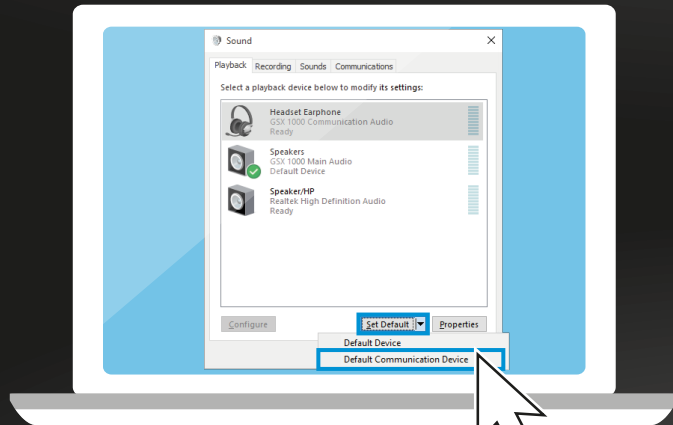 Sound
Playback Recording Sounds Communications
Select a playback device below to modify its settings:
Headset Earphone
GSX 1000 Communication Audio
Ready
Speakers
GSX 1000 Main Audio
Default Device
Speaker/HP
Realtek High Definition Audio
Ready
Configure Set Default Properties
Default Device
Default Communication Device